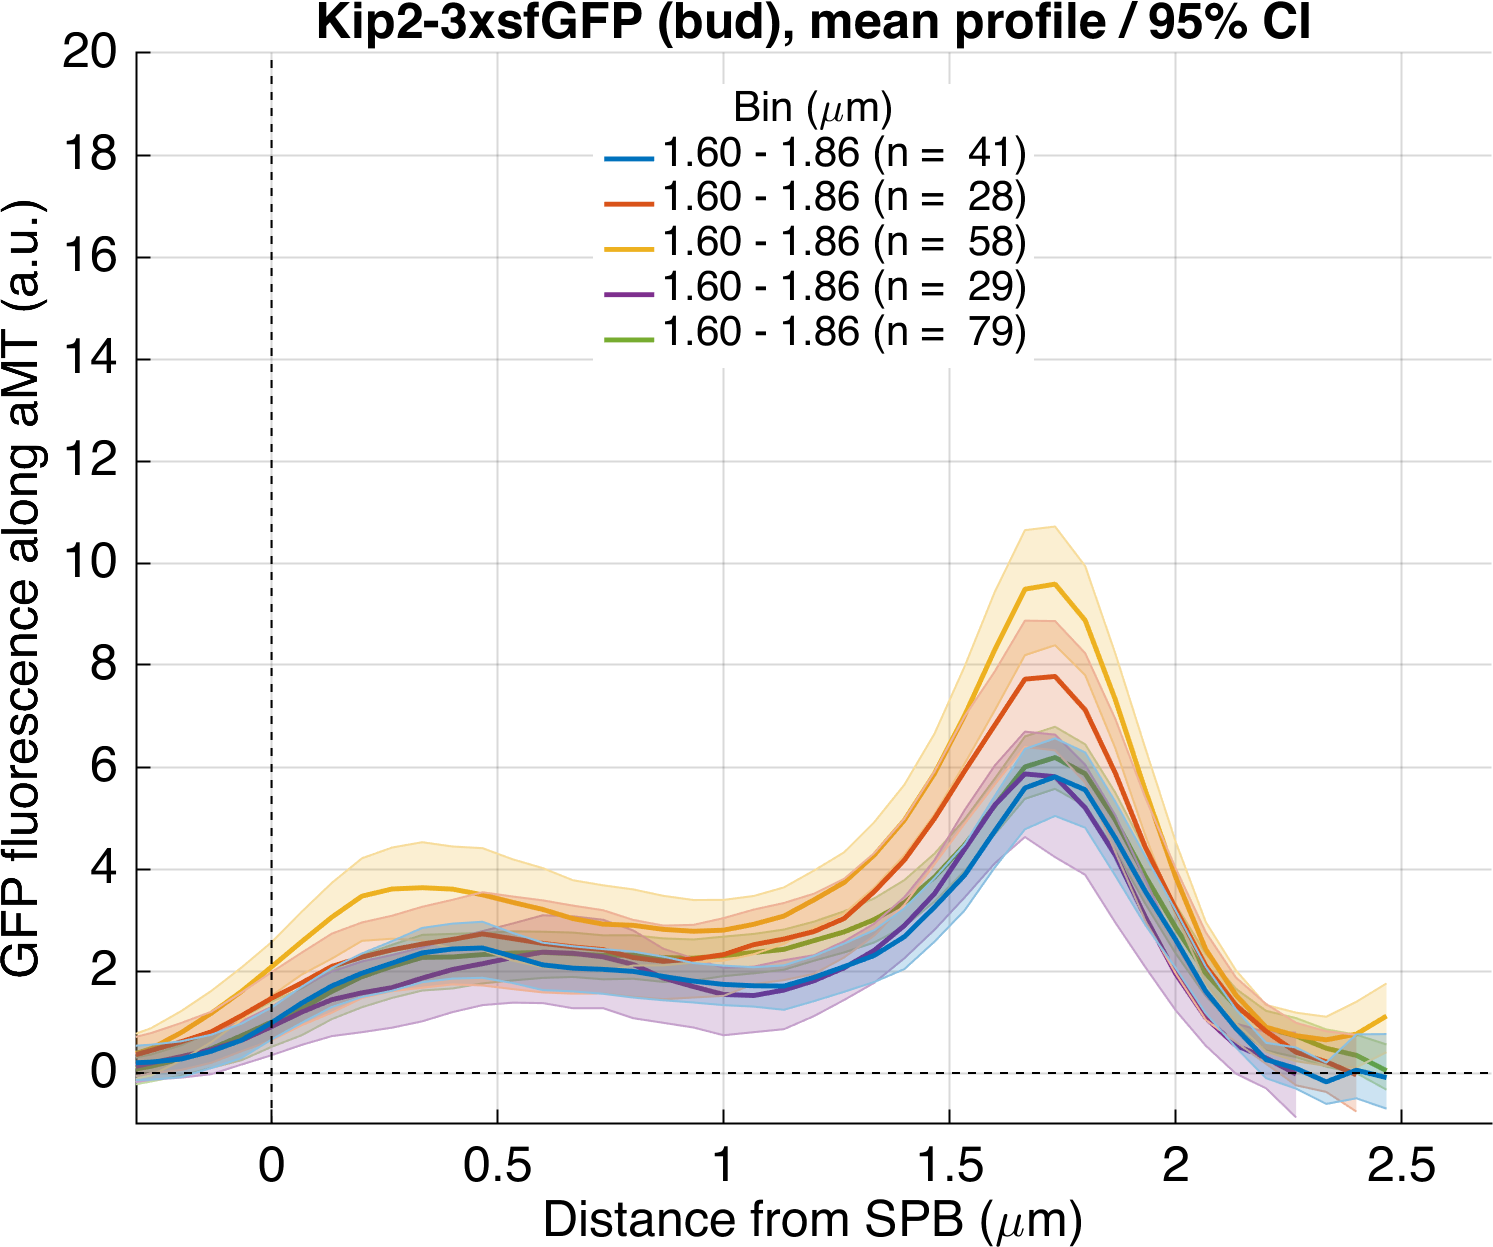 Kip2-3xsfGFP (bud), mean profile / 95% CI
GFP fluorescence along aMT (a.u.)
20
18
16
14
12
10
8
6
4
2
0
Bin (μm)
1.60 - 1.86 (n = 41)
1.60 - 1.86 (n = 28)
1.60 - 1.86 (n = 58)
1.60 - 1.86 (n = 29)
1.60 - 1.86 (n = 79)
0 0.5 1 1.5 2 2.5
Distance from SPB (μm)